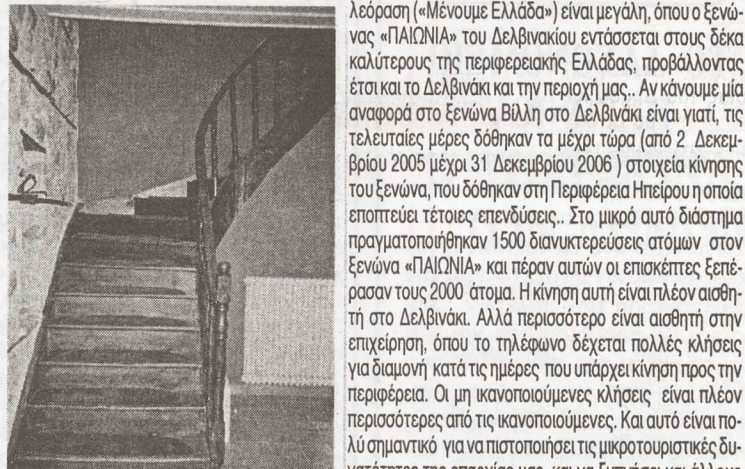 λεόραση («Μένουμε Ελλάδα») είναι μεγάλη, όπου ο ξενώ-
νας «ΠΑΙΩΝΙΑ» του Δελβινακίου εντάσσεται στους δέκα
καλύτερους της περιφερειακής Ελλάδας, προβάλλοντας
έτσι και το Δελβινάκι και την περιοχή μας.. Αν κάνουμε μία
αναφορά στο ξενώνα Βίλλη στο Δελβινάκι είναι γιατί, τις
τελευταίες μέρες δόθηκαν τα μέχρι τώρα (από 2 Δεκεμ-
βρίου 2005 μέχρι 31 Δεκεμβρίου 2006 ) στοιχεία κίνησης
του ξενώνα, που δόθηκαν στη Περιφέρεια Ηπείρου η οποία
εποπτεύει τέτοιες επενδύσεις.. Στο μικρό αυτό διάστημα
πραγματοποιήθηκαν 1500 διανυκτερεύσεις ατόμων στον
ξενώνα «ΠΑΙΩΝΙΑ» και πέραν αυτών οι επισκέπτες ξεπέ-
ρασαν τους 2000 άτομα. Η κίνηση αυτή είναι πλέον αισθη-
τή στο Δελβινάκι. Αλλά περισσότερο είναι αισθητή στην
επιχείρηση, όπου το τηλέφωνο δέχεται πολλές κλήσεις
για διαμονή κατά τις ημέρες που υπάρχει κίνηση προς την
περιφέρεια. Οι μη ικανοποιούμενες κλήσεις είναι πλέον
περισσότερες από τις ικανοποιούμενες. Και αυτό είναι πο-
λύ σημαντικό για να πιστοποιήσει τις μικροτουριστικές δυ-